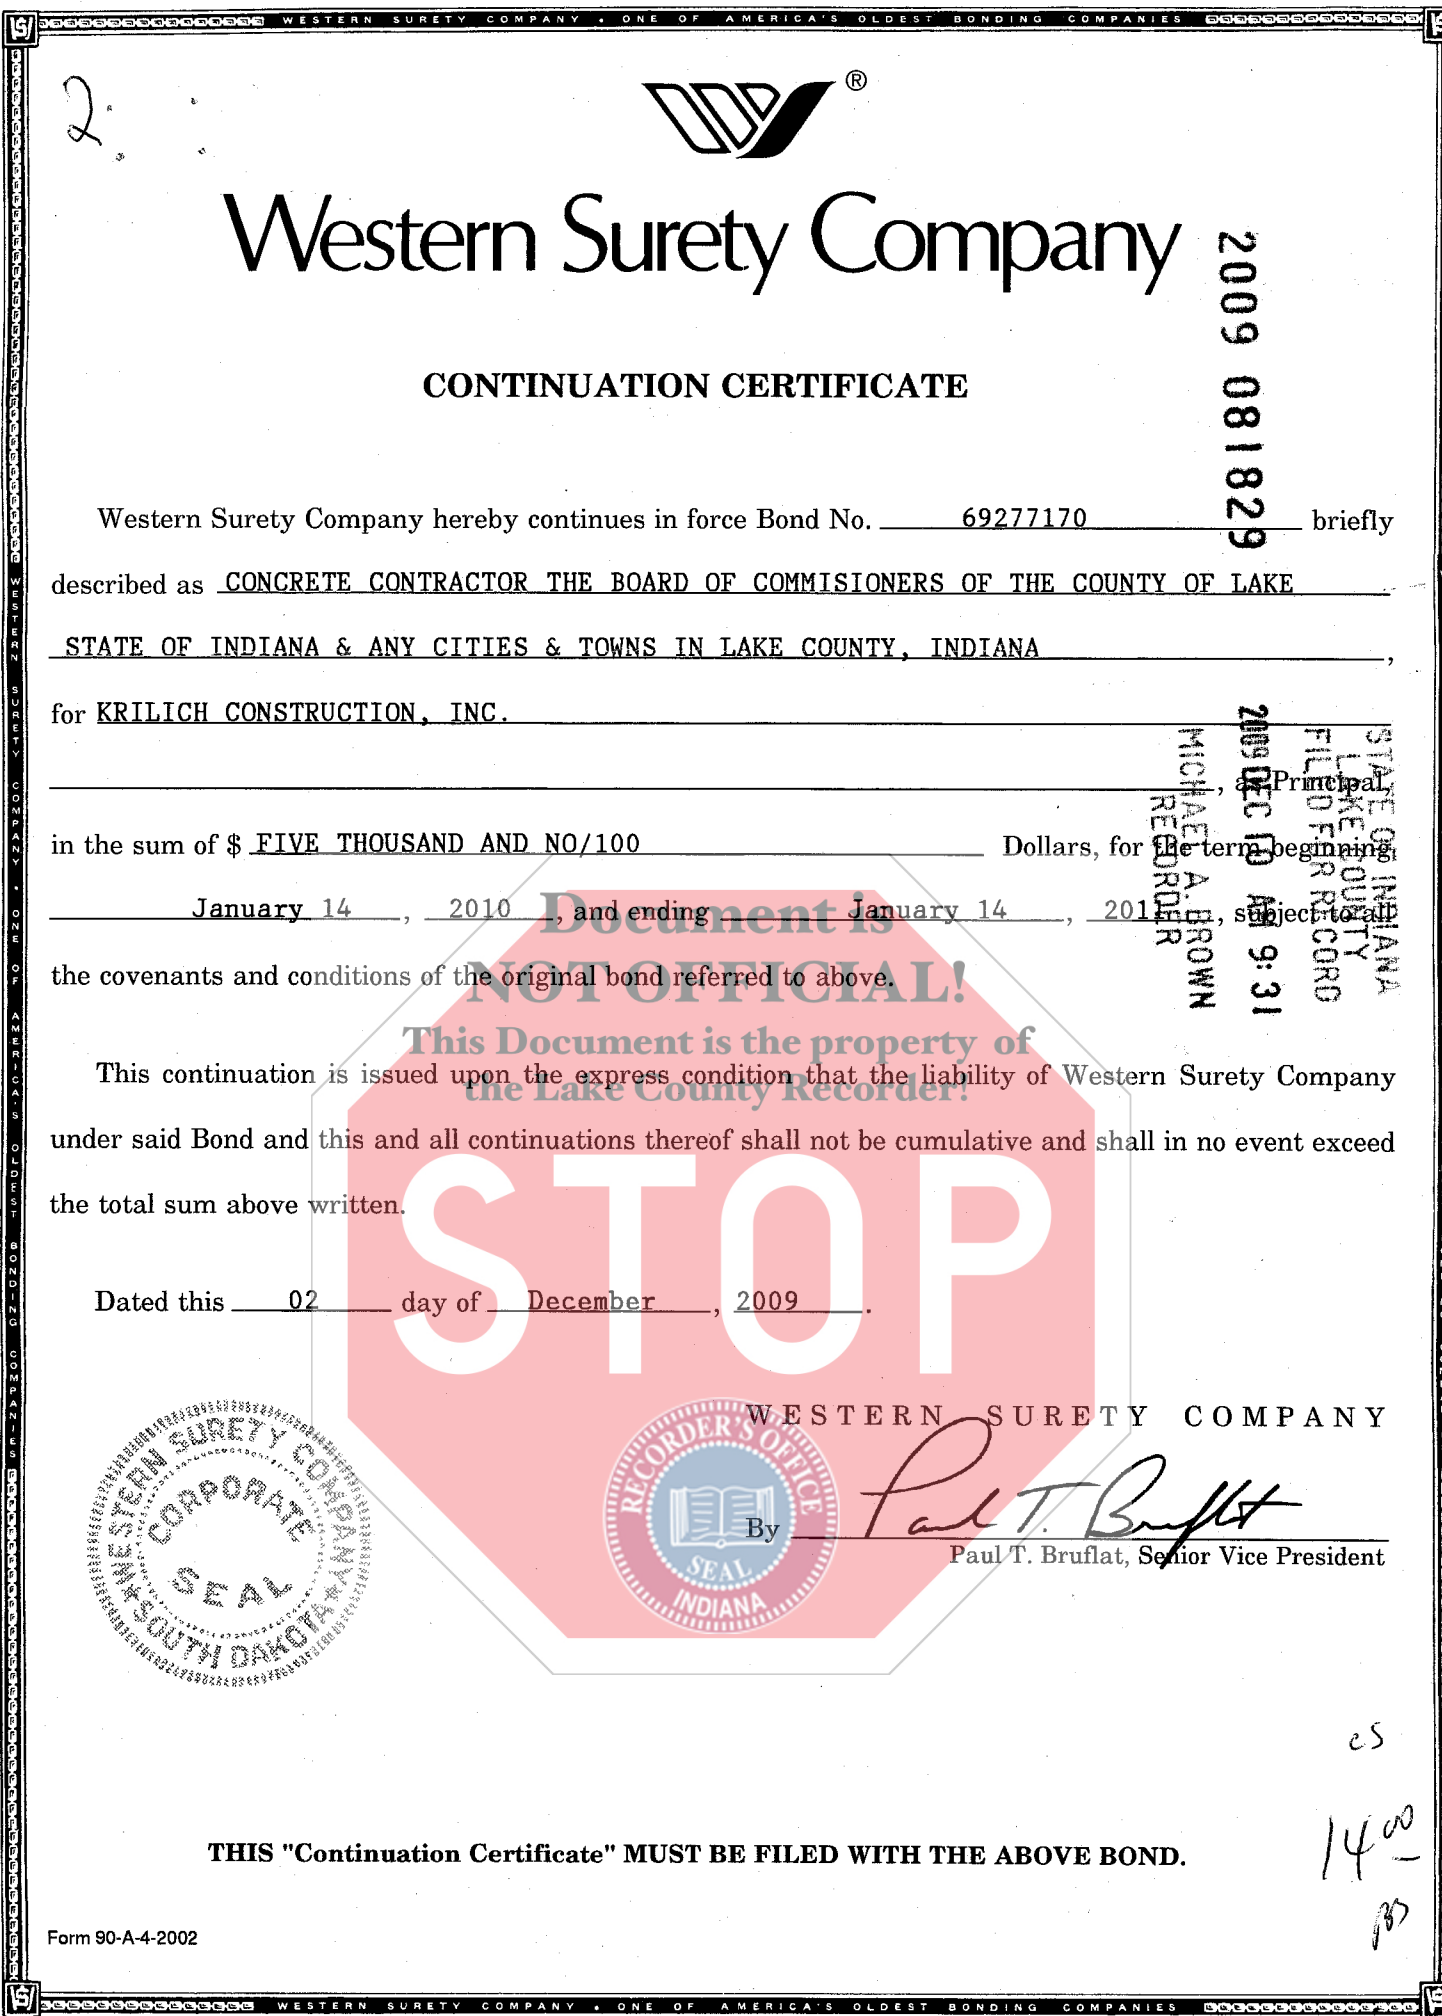 WESTERN SURETY COMPANY • ONE OF AMERICA'S OLDEST BONDING COMPANIES
2
®
Western Surety Company
2009 081829
CONTINUATION CERTIFICATE
Western Surety Company hereby continues in force Bond No. 69277170 briefly
described as CONCRETE CONTRACTOR THE BOARD OF COMMISIONERS OF THE COUNTY OF LAKE
STATE OF INDIANA & ANY CITIES & TOWNS IN LAKE COUNTY, INDIANA,
for KRILICH CONSTRUCTION, INC.
, as Principal,
in the sum of $ FIVE THOUSAND AND NO/100 Dollars, for the term beginning
January 14, 2010, and ending January 14, 2011, subject to all
the covenants and conditions of the original bond referred to above.
STATE OF INDIANA
LAKE COUNTY
FILED FOR RECORD
2009 DEC 10 AM 9:31
MICHAEL A. BROWN
RECORDER
Document is
NOT OFFICIAL!
This Document is the property of
the Lake County Recorder!
This continuation is issued upon the express condition that the liability of Western Surety Company
under said Bond and this and all continuations thereof shall not be cumulative and shall in no event exceed
the total sum above written.
STOP
Dated this 02 day of December, 2009.
WESTERN SURETY COMPANY
WESTERN SURETY COMPANY
CORPORATE
SEAL
SOUTH DAKOTA
RECORDER'S OFFICE
SEAL
INDIANA
By Paul T. Bruflat
Paul T. Bruflat, Senior Vice President
cs
14 00
THIS "Continuation Certificate" MUST BE FILED WITH THE ABOVE BOND.
Form 90-A-4-2002
WESTERN SURETY COMPANY • ONE OF AMERICA'S OLDEST BONDING COMPANIES
WESTERN SURETY COMPANY • ONE OF AMERICA'S OLDEST BONDING COMPANIES